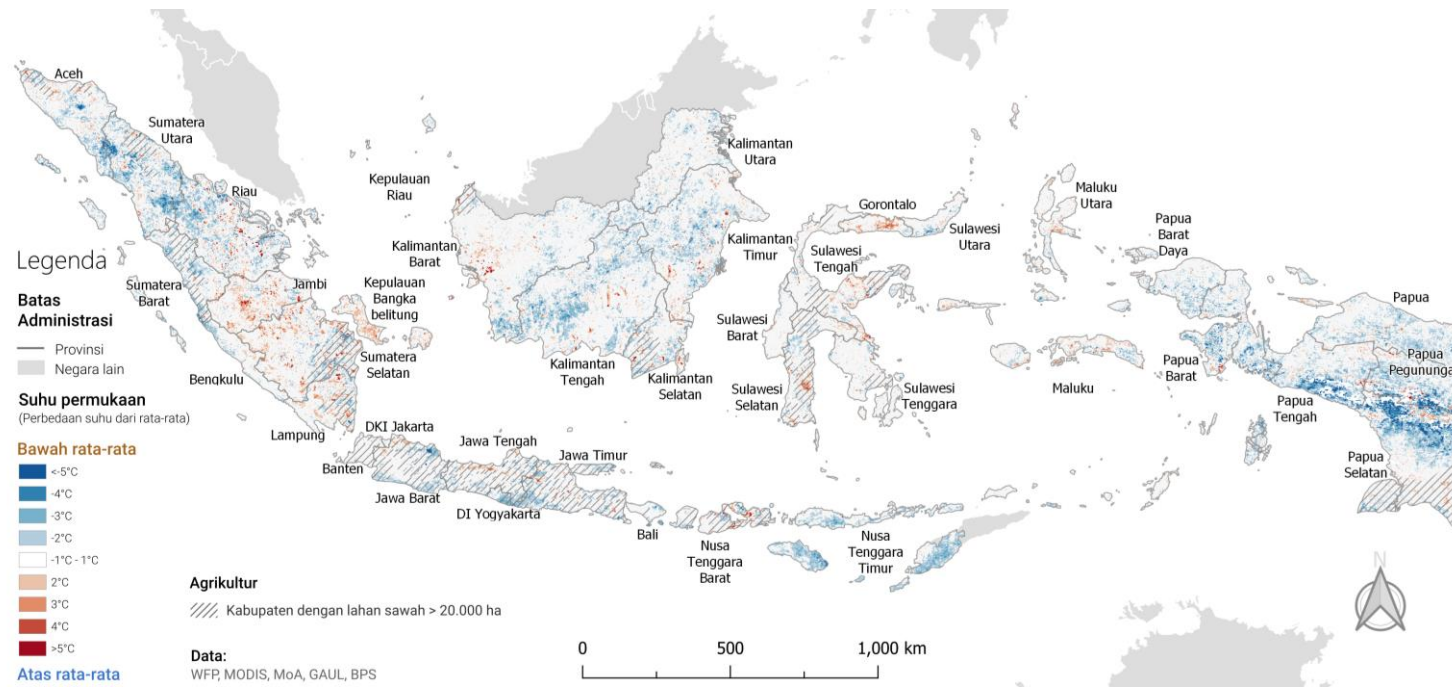 Aceh
Sumatera
Utara
Riau
Kepulauan
Riau
Kalimantan
Utara
Kalimantan
Barat
Kalimantan
Timur
Gorontalo
Sulawesi
Utara
Sulawesi
Tengah
Maluku
Utara
Papua
Barat
Daya
Papua
Jambi
Kepulauan
Bangka
belitung
Sumatera
Barat
Sulawesi
Barat
Papua
Barat
Papua
Pegununga
Bengkulu
Sumatera
Selatan
Kalimantan
Tengah
Kalimantan
Selatan
Sulawesi
Selatan
Sulawesi
Tenggara
Maluku
Papua
Tengah
Lampung
DKI Jakarta
Banten
Jawa Tengah
Jawa Timur
Jawa Barat
DI Yogyakarta
Bali
Nusa
Tenggara
Barat
Nusa
Tenggara
Timur
Papua
Selatan
Legenda
Batas
Administrasi
Provinsi
Negara lain
Suhu permukaan
(Perbedaan suhu dari rata-rata)
Bawah rata-rata
<-5°C
-4°C
-3°C
-2°C
-1°C - 1°C
2°C
3°C
4°C
>5°C
Atas rata-rata
Agrikultur
Kabupaten dengan lahan sawah > 20.000 ha
Data:
WFP, MODIS, MoA, GAUL, BPS
0 500 1,000 km
N